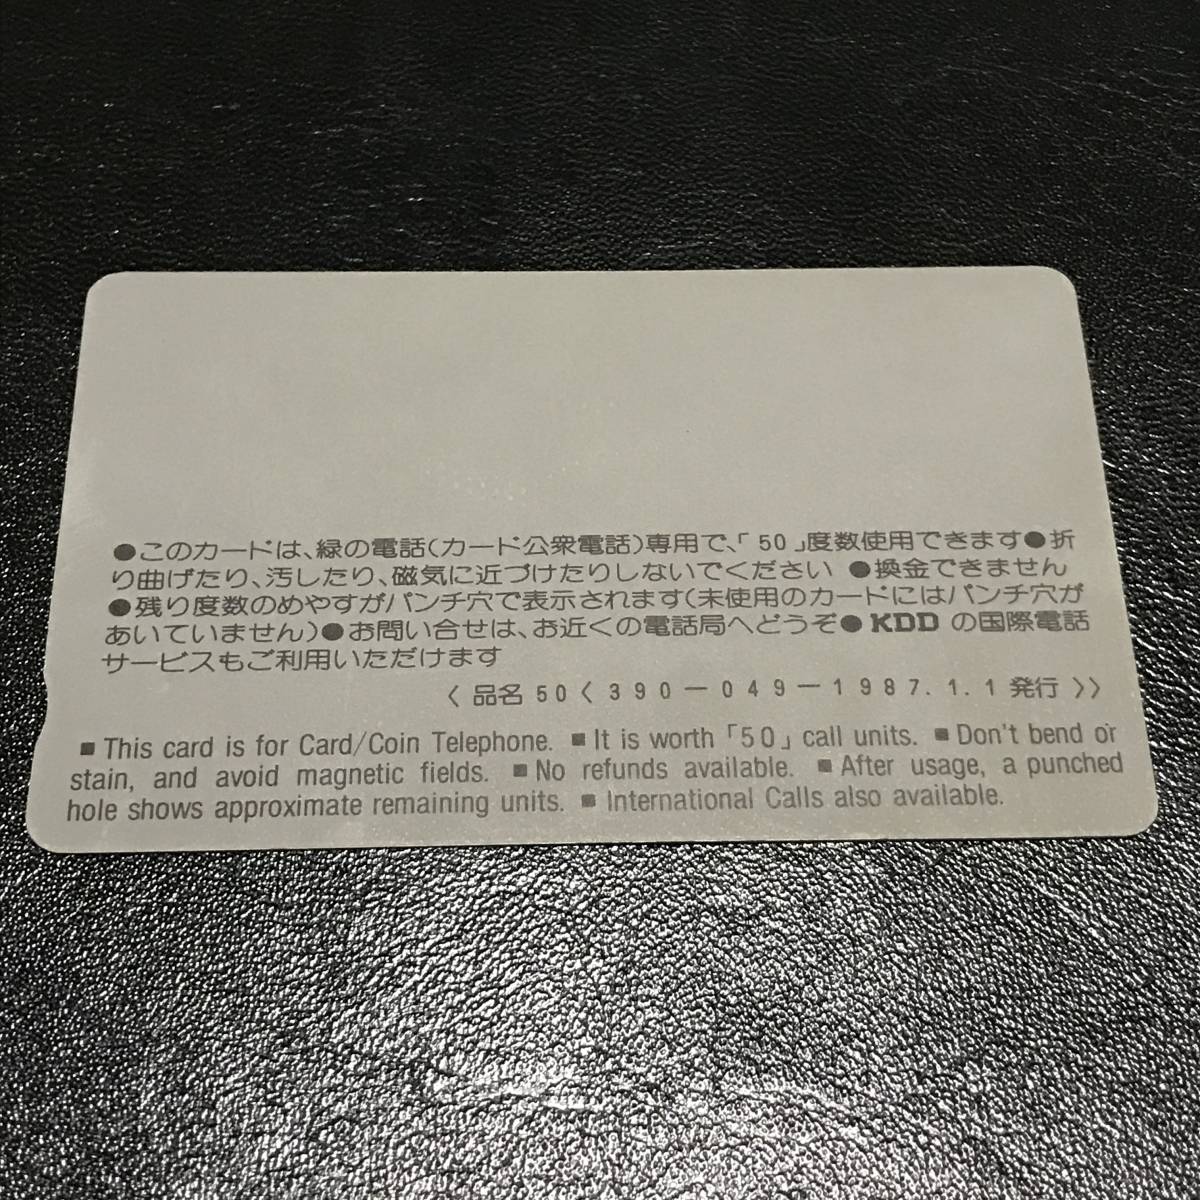 ●このカードは、緑の電話(カード公衆電話)専用で、「50」度数使用できます●折
り曲げたり、汚したり、磁気に近づけたりしないでください ●換金できません
●残り度数のめやすがパンチ穴で表示されます(未使用のカードにはパンチ穴が
あいていません)●お問い合せは、お近くの電話局へどうぞ●KDDの国際電話
サービスもご利用いただけます
〈品名50〈390－049－1987.1.1発行〉〉
■This card is for Card/Coin Telephone. ■It is worth「50」call units. ■Don't bend or
stain, and avoid magnetic fields. ■No refunds available. ■After usage, a punched
hole shows approximate remaining units. ■International Calls also available.